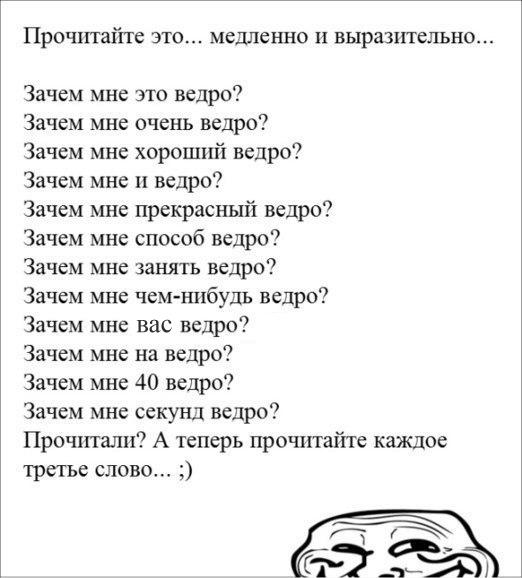 Прочитайте это... медленно и выразительно...
Зачем мне это ведро?
Зачем мне очень ведро?
Зачем мне хороший ведро?
Зачем мне и ведро?
Зачем мне прекрасный ведро?
Зачем мне способ ведро?
Зачем мне занять ведро?
Зачем мне чем-нибудь ведро?
Зачем мне вас ведро?
Зачем мне на ведро?
Зачем мне 40 ведро?
Зачем мне секунд ведро?
Прочитали? А теперь прочитайте каждое
третье слово... ;)